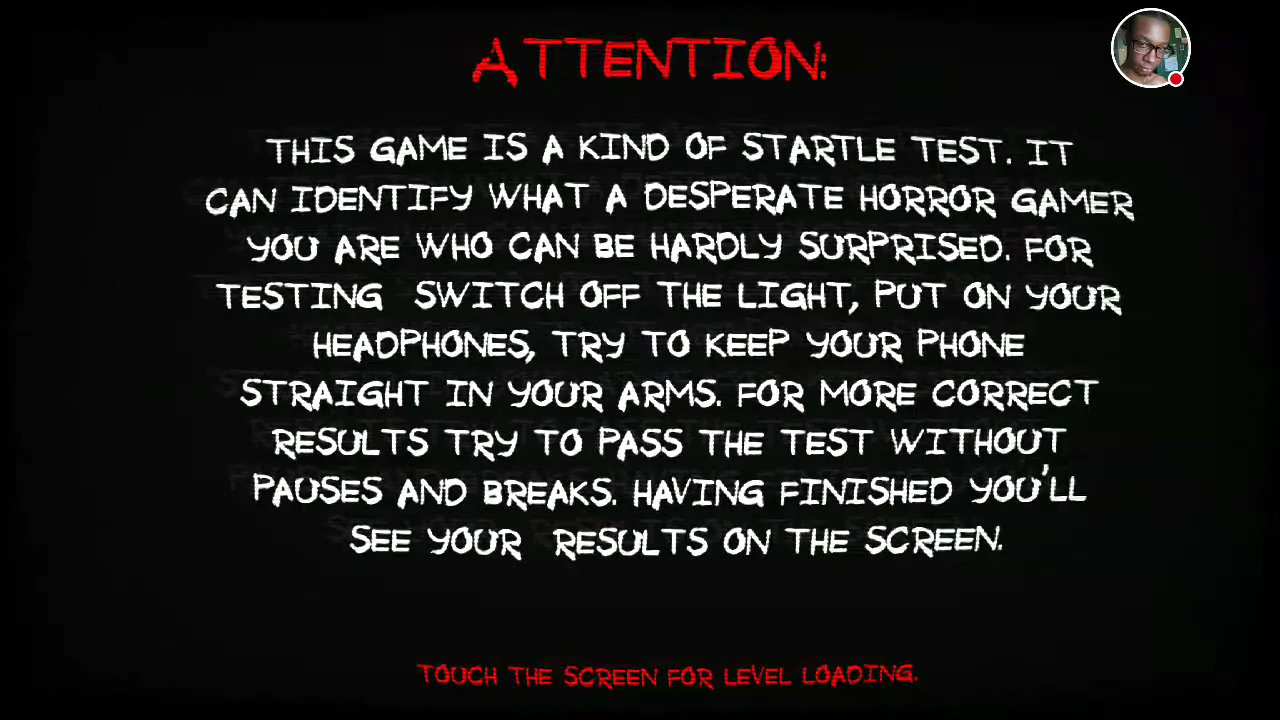 ATTENTION:
THIS GAME IS A KIND OF STARTLE TEST. IT
CAN IDENTIFY WHAT A DESPERATE HORROR GAMER
YOU ARE WHO CAN BE HARDLY SURPRISED. FOR
TESTING SWITCH OFF THE LIGHT, PUT ON YOUR
HEADPHONES, TRY TO KEEP YOUR PHONE
STRAIGHT IN YOUR ARMS. FOR MORE CORRECT
RESULTS TRY TO PASS THE TEST WITHOUT
PAUSES AND BREAKS. HAVING FINISHED YOU'LL
SEE YOUR RESULTS ON THE SCREEN.
TOUCH THE SCREEN FOR LEVEL LOADING.